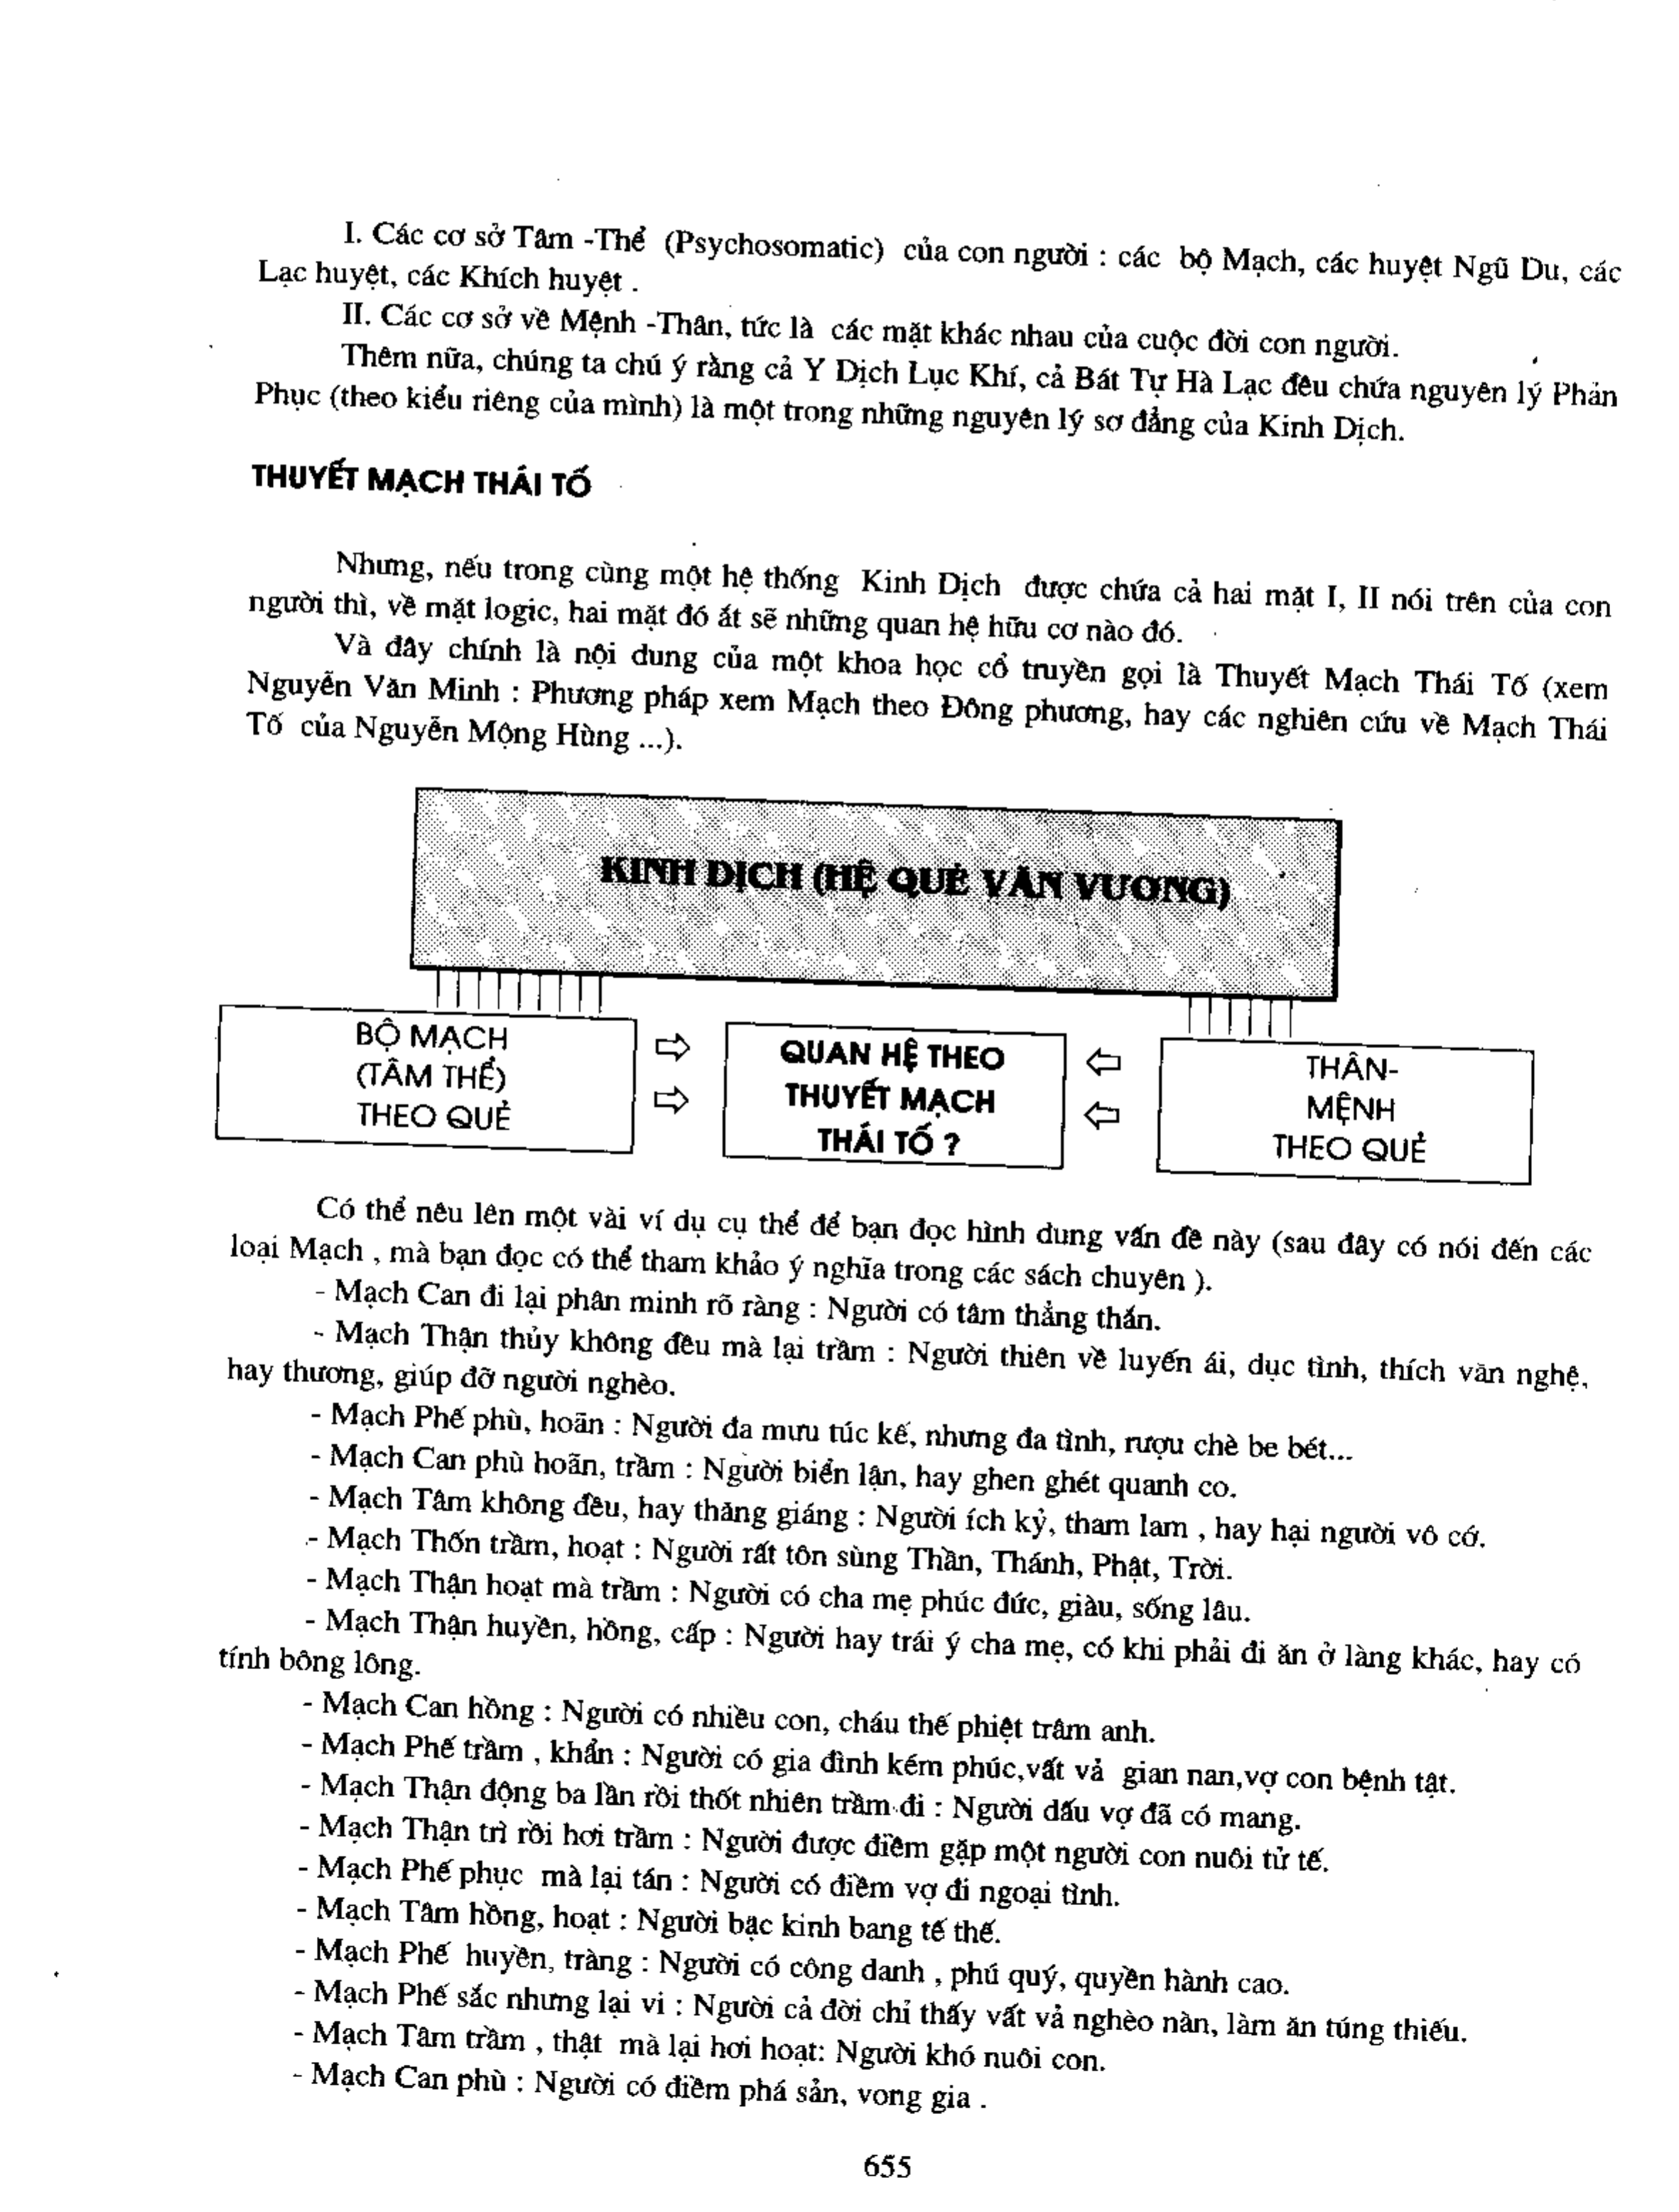 I. Các cơ sở Tâm -Thể (Psychosomatic) của con người : các bộ Mạch, các huyệt Ngũ Du, các
Lạc huyệt, các Khích huyệt .
II. Các cơ sở về Mệnh -Thân, tức là các mặt khác nhau của cuộc đời con người.
Thêm nữa, chúng ta chú ý rằng cả Y Dịch Lục Khí, cả Bát Tự Hà Lạc đều chứa nguyên lý Phản
Phục (theo kiểu riêng của mình) là một trong những nguyên lý sơ đẳng của Kinh Dịch.
THUYẾT MẠCH THÁI TỐ
Nhưng, nếu trong cùng một hệ thống Kinh Dịch được chứa cả hai mặt I, II nói trên của con
người thì, về mặt logic, hai mặt đó ắt sẽ những quan hệ hữu cơ nào đó.
Và đây chính là nội dung của một khoa học cổ truyền gọi là Thuyết Mạch Thái Tố (xem
Nguyễn Văn Minh : Phương pháp xem Mạch theo Đông phương, hay các nghiên cứu về Mạch Thái
Tố của Nguyễn Mộng Hùng ...).
KINH DỊCH (HỆ QUẺ VĂN VƯƠNG)
BỘ MẠCH
(TÂM THỂ)
THEO QUẺ
QUAN HỆ THEO
THUYẾT MẠCH
THÁI TỐ ?
THÂN-
MỆNH
THEO QUẺ
Có thể nêu lên một vài ví dụ cụ thể để bạn đọc hình dung vấn đề này (sau đây có nói đến các
loại Mạch , mà bạn đọc có thể tham khảo ý nghĩa trong các sách chuyên ).
- Mạch Can đi lại phân minh rõ ràng : Người có tâm thẳng thắn.
- Mạch Thận thủy không đều mà lại trầm : Người thiên về luyến ái, dục tình, thích văn nghệ,
hay thương, giúp đỡ người nghèo.
- Mạch Phế phù, hoãn : Người đa mưu túc kế, nhưng đa tình, rượu chè be bét...
- Mạch Can phù hoãn, trầm : Người biển lận, hay ghen ghét quanh co.
- Mạch Tâm không đều, hay thăng giáng : Người ích kỷ, tham lam , hay hại người vô cớ.
- Mạch Thốn trầm, hoạt : Người rất tôn sùng Thần, Thánh, Phật, Trời.
- Mạch Thận hoạt mà trầm : Người có cha mẹ phúc đức, giàu, sống lâu.
- Mạch Thận huyền, hồng, cấp : Người hay trái ý cha mẹ, có khi phải đi ăn ở làng khác, hay có
tính bông lông.
- Mạch Can hồng : Người có nhiều con, cháu thế phiệt trâm anh.
- Mạch Phế trầm , khẩn : Người có gia đình kém phúc,vất vả gian nan,vợ con bệnh tật.
- Mạch Thận động ba lần rồi thốt nhiên trầm đi : Người dấu vợ đã có mang.
- Mạch Thận trì rồi hơi trầm : Người được điềm gặp một người con nuôi tử tế.
- Mạch Phế phục mà lại tán : Người có điềm vợ đi ngoại tình.
- Mạch Tâm hồng, hoạt : Người bạc kinh bang tế thế.
- Mạch Phế huyền, tràng : Người có công danh , phú quý, quyền hành cao.
- Mạch Phế sắc nhưng lại vi : Người cả đời chỉ thấy vất vả nghèo nàn, làm ăn túng thiếu.
- Mạch Tâm trầm , thật mà lại hơi hoạt: Người khó nuôi con.
- Mạch Can phù : Người có điềm phá sản, vong gia .
655